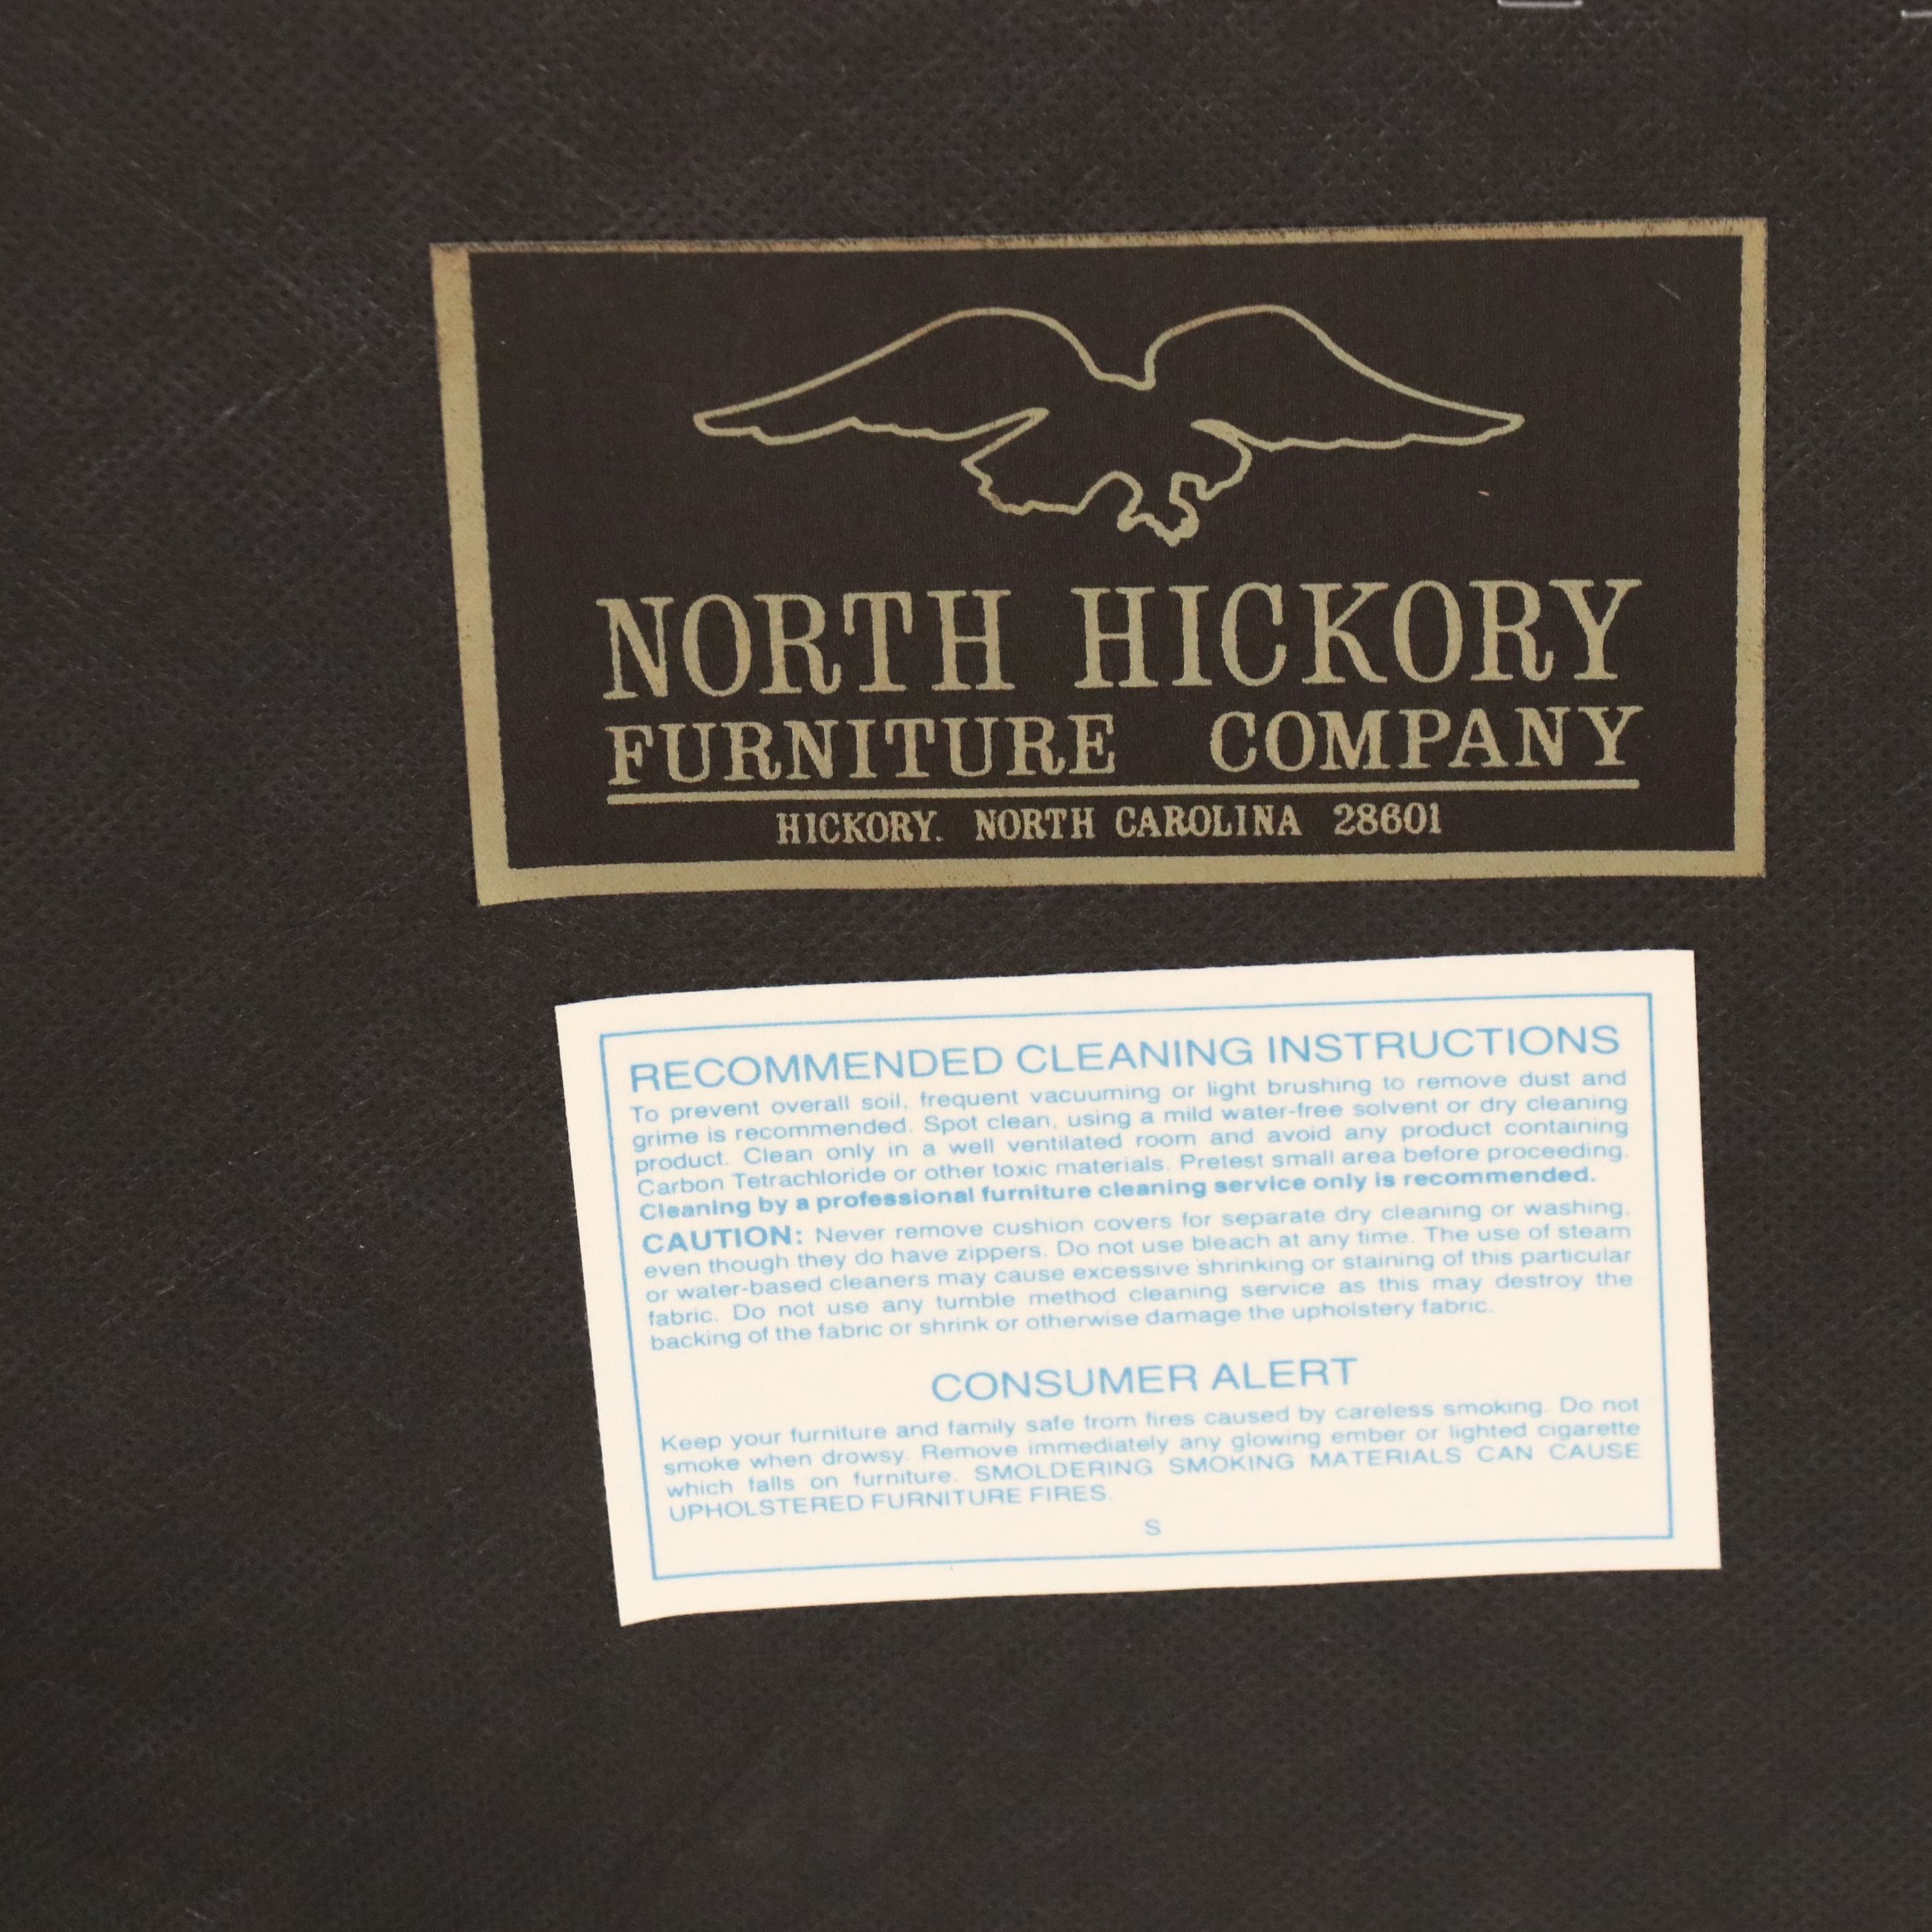 NORTH HICKORY
FURNITURE COMPANY
HICKORY. NORTH CAROLINA 28601
RECOMMENDED CLEANING INSTRUCTIONS
To prevent overall soil, frequent vacuuming or light brushing to remove dust and
grime is recommended. Spot clean, using a mild water-free solvent or dry cleaning
product. Clean only in a well ventilated room and avoid any product containing
Carbon Tetrachloride or other toxic materials. Pretest small area before proceeding.
Cleaning by a professional furniture cleaning service only is recommended.
CAUTION: Never remove cushion covers for separate dry cleaning or washing,
even though they do have zippers. Do not use bleach at any time. The use of steam
or water-based cleaners may cause excessive shrinking or staining of this particular
fabric. Do not use any tumble method cleaning service as this may destroy the
backing of the fabric or shrink or otherwise damage the upholstery fabric.
CONSUMER ALERT
Keep your furniture and family safe from fires caused by careless smoking. Do not
smoke when drowsy. Remove immediately any glowing ember or lighted cigarette
which falls on furniture. SMOLDERING SMOKING MATERIALS CAN CAUSE
UPHOLSTERED FURNITURE FIRES.
S